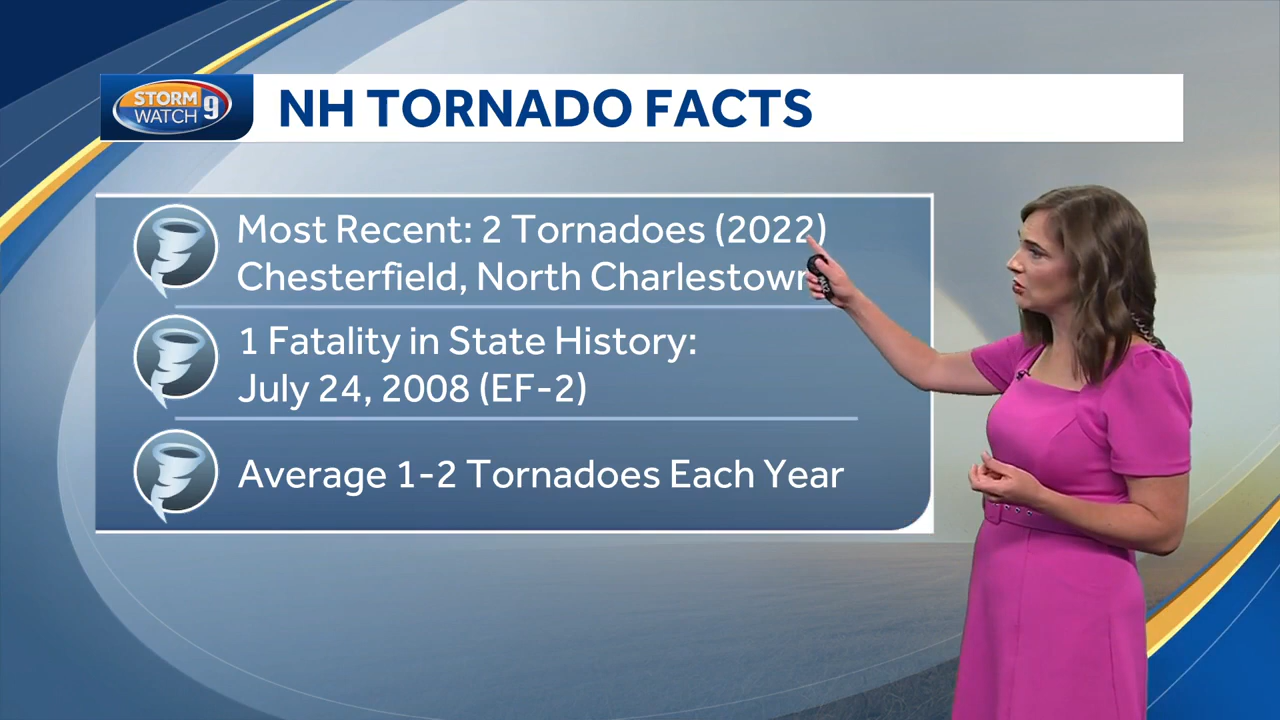 STORM
WATCH 9
NH TORNADO FACTS
Most Recent: 2 Tornadoes (2022)
Chesterfield, North Charlestown
1 Fatality in State History:
July 24, 2008 (EF-2)
Average 1-2 Tornadoes Each Year